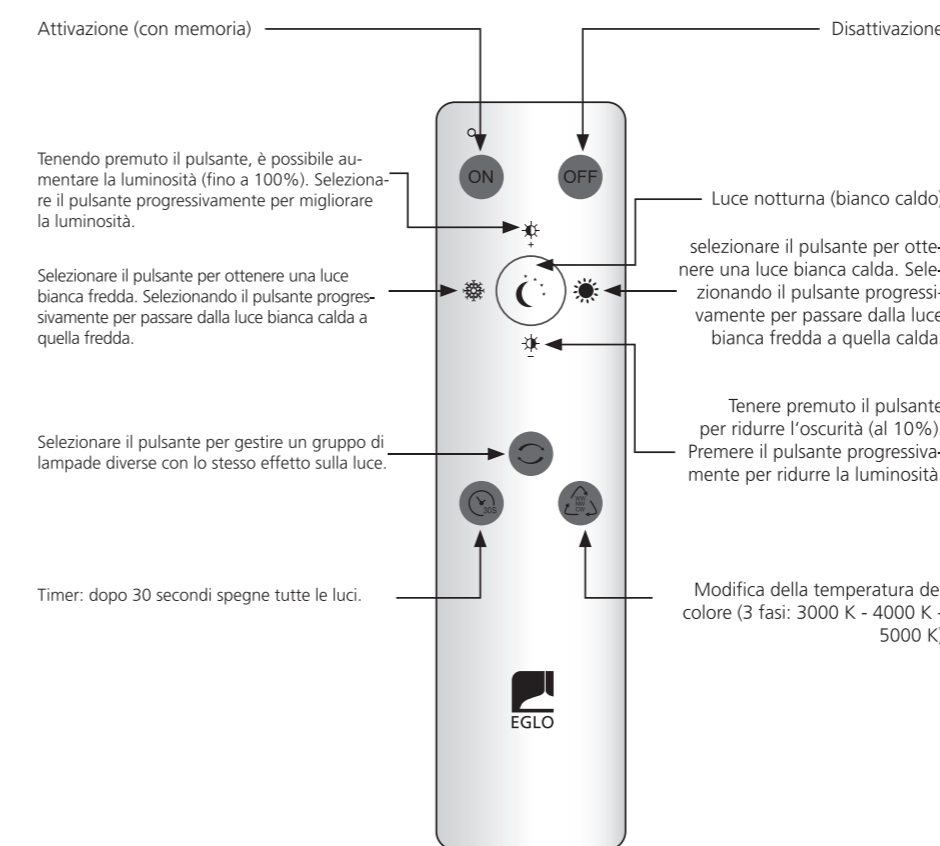 Attivazione (con memoria)
Disattivazione
Tenendo premuto il pulsante, è possibile au-
mentare la luminosità (fino a 100%). Seleziona-
re il pulsante progressivamente per migliorare
la luminosità.
ON
OFF
Luce notturna (bianco caldo)
+
selezionare il pulsante per otte-
nere una luce bianca calda. Sele-
zionando il pulsante progressi-
vamente per passare dalla luce
bianca fredda a quella calda.
Selezionare il pulsante per ottenere una luce
bianca fredda. Selezionando il pulsante progres-
sivamente per passare dalla luce bianca calda a
quella fredda.
-
Tenere premuto il pulsante
per ridurre l'oscurità (al 10%).
Premere il pulsante progressiva-
mente per ridurre la luminosità.
Selezionare il pulsante per gestire un gruppo di
lampade diverse con lo stesso effetto sulla luce.
30S
WW
NW
CW
Timer: dopo 30 secondi spegne tutte le luci.
Modifica della temperatura de
colore (3 fasi: 3000 K - 4000 K -
5000 K)
EGLO